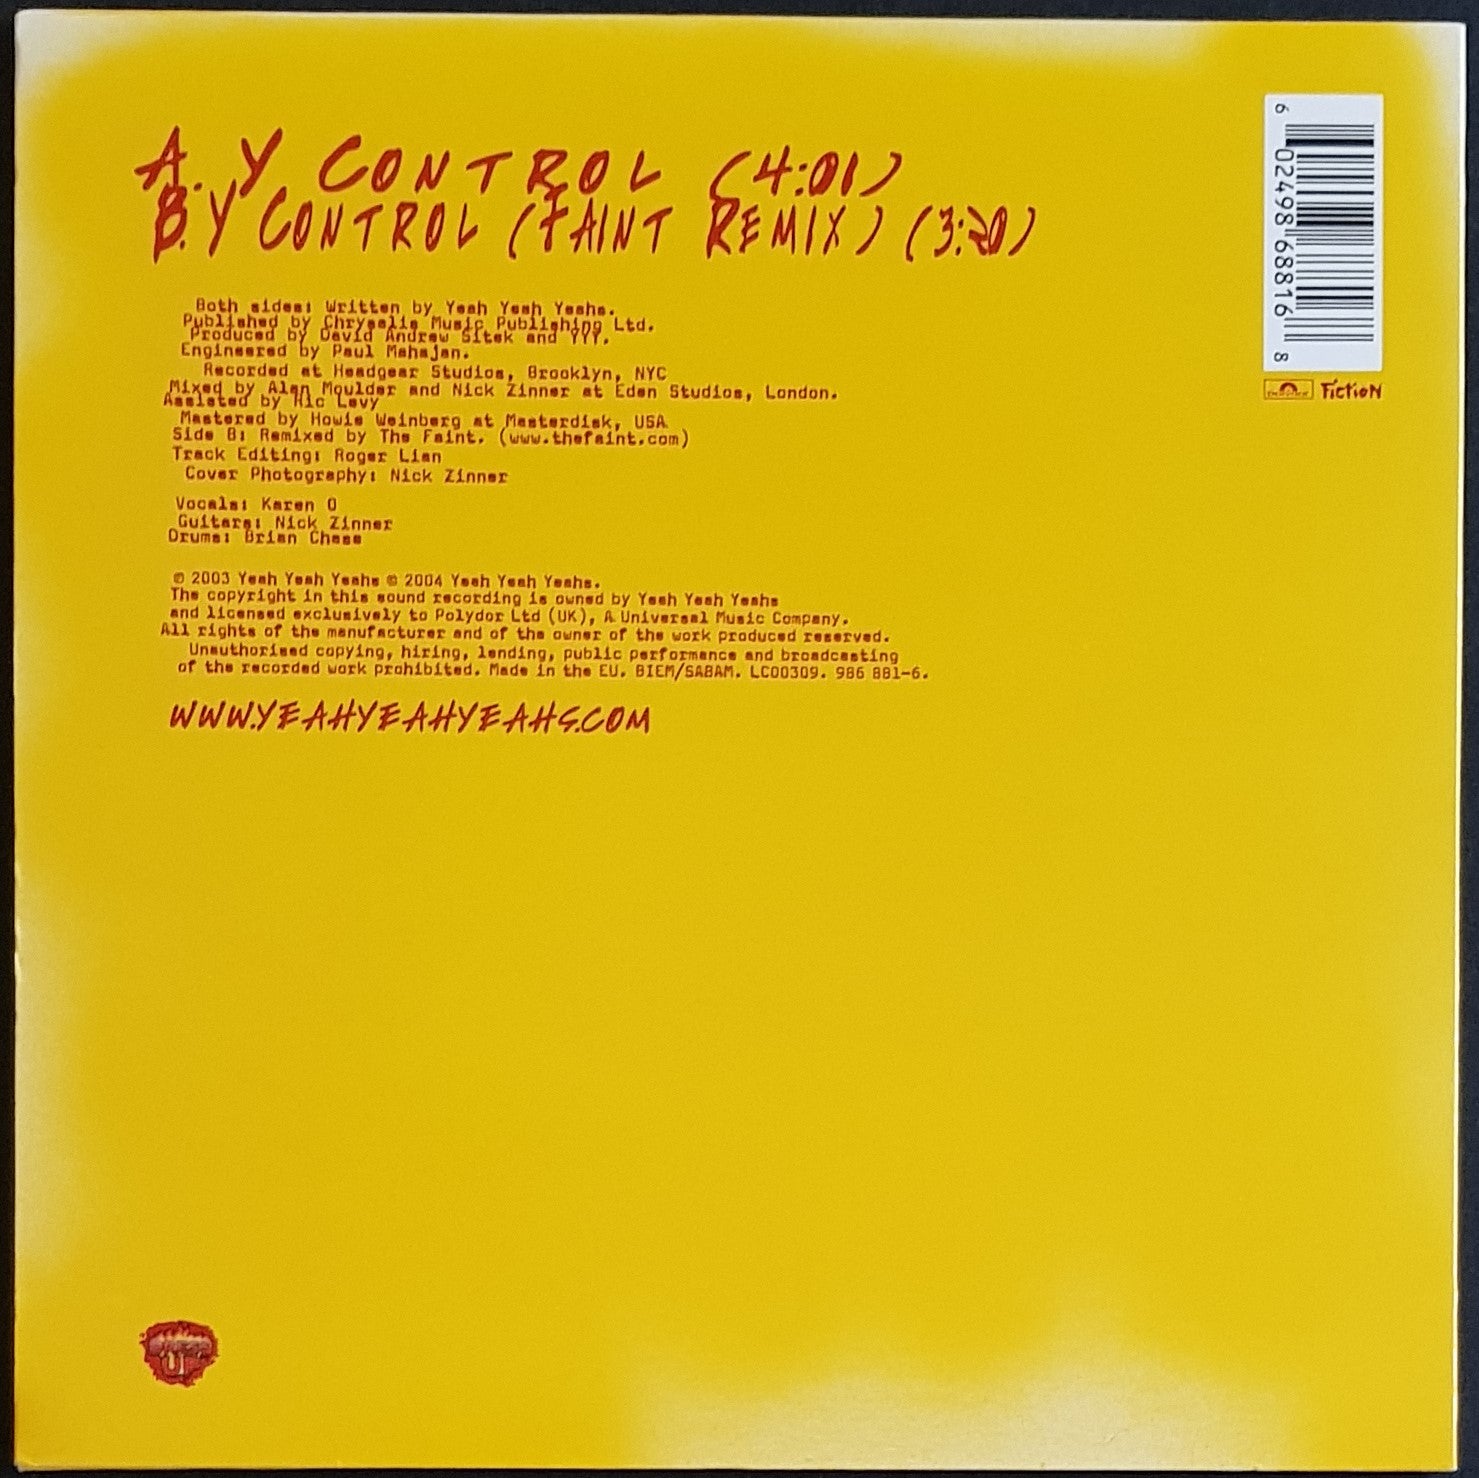 A. Y CONTROL (4:01)
B. Y CONTROL (FAINT REMIX) (3:20)
Both sides: Written by Yeah Yeah Yeahs.
Published by Chrysalis Music Publishing Ltd.
Produced by David Andrew Sitek and YYY.
Engineered by Paul Mahajan.
Recorded at Headgear Studios, Brooklyn, NYC
Mixed by Alan Moulder and Nick Zinner at Eden Studios, London.
Assisted by Nic Levy
Mastered by Howie Weinberg at Masterdisk, USA
Side B: Remixed by The Faint. (www.thefaint.com)
Track Editing: Roger Lian
Cover Photography: Nick Zinner
Vocals: Karen O
Guitars: Nick Zinner
Drums: Brian Chase
℗ 2003 Yeah Yeah Yeahs © 2004 Yeah Yeah Yeahs.
The copyright in this sound recording is owned by Yeah Yeah Yeahs
and licensed exclusively to Polydor Ltd (UK), A Universal Music Company.
All rights of the manufacturer and of the owner of the work produced reserved.
Unauthorised copying, hiring, lending, public performance and broadcasting
of the recorded work prohibited. Made in the EU. BIEM/SABAM. LC00309. 986 881-6.
WWW.YEAHYEAHYEAHS.COM
6 02498 68816 8
Fiction